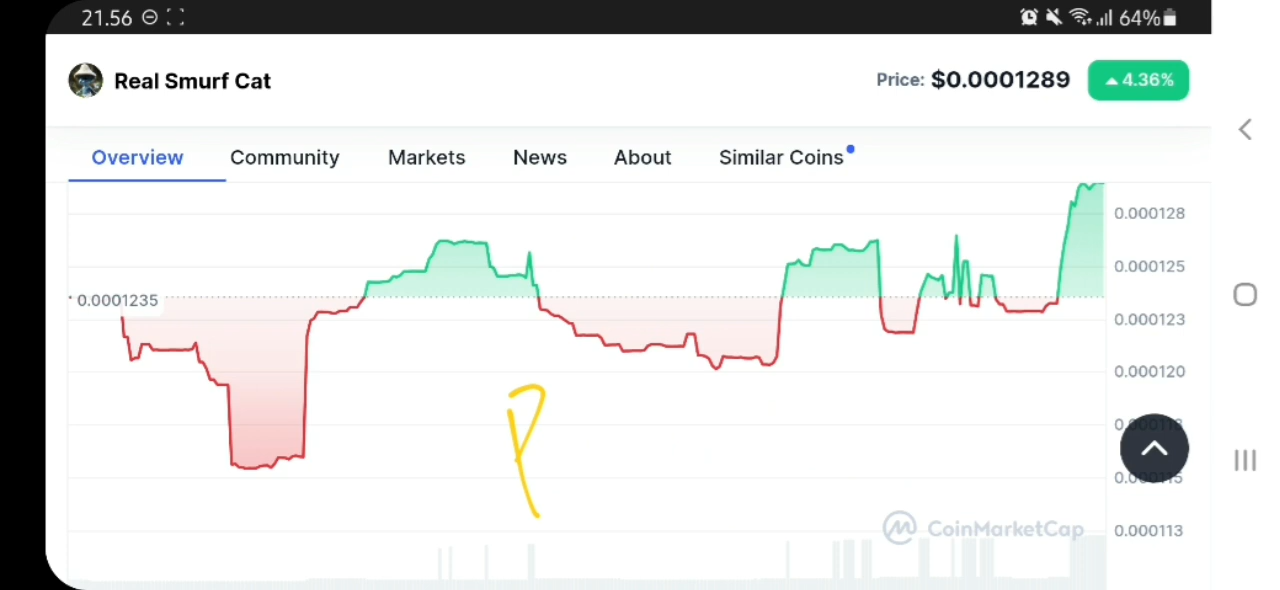 21.56 64%
Real Smurf Cat Price: $0.0001289 4.36%
Overview Community Markets News About Similar Coins
0.000128
0.000125
0.0001235
0.000123
0.000120
0.000113
P
CoinMarketCap